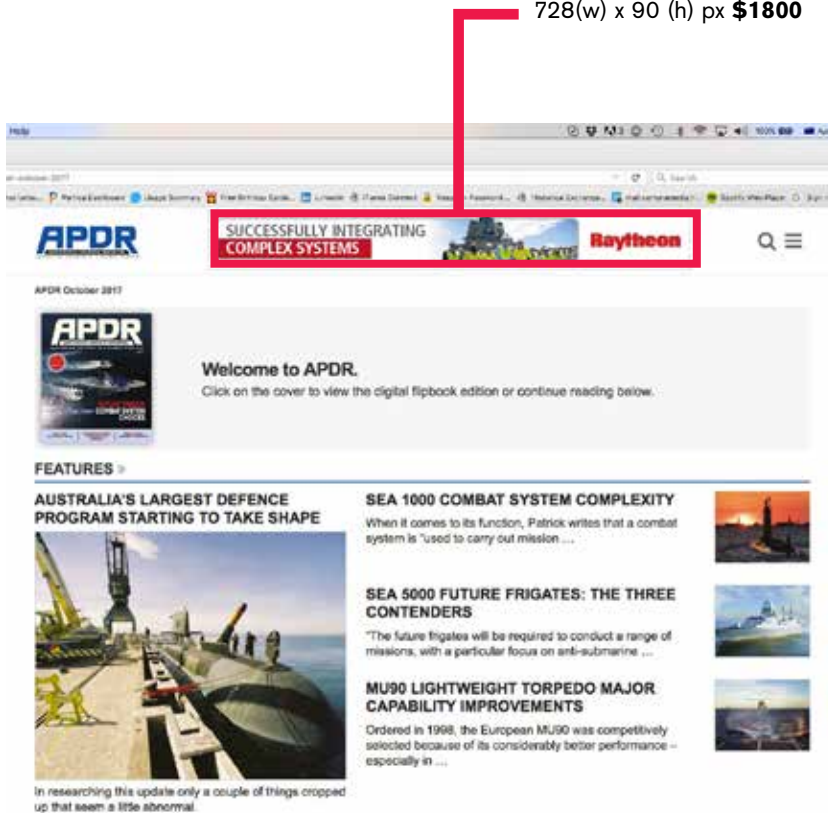 728(w) x 90 (h) px $1800
Help
100%
Search
APDR
SUCCESSFULLY INTEGRATING
COMPLEX SYSTEMS
Raytheon
APDR October 2017
APDR
Welcome to APDR.
Click on the cover to view the digital flipbook edition or continue reading below.
FEATURES »
AUSTRALIA'S LARGEST DEFENCE
PROGRAM STARTING TO TAKE SHAPE
In researching this update only a couple of things cropped
up that seem a little abnormal.
SEA 1000 COMBAT SYSTEM COMPLEXITY
When it comes to its function, Patrick writes that a combat
system is "used to carry out mission ...
SEA 5000 FUTURE FRIGATES: THE THREE
CONTENDERS
"The future frigates will be required to conduct a range of
missions, with a particular focus on anti-submarine ...
MU90 LIGHTWEIGHT TORPEDO MAJOR
CAPABILITY IMPROVEMENTS
Ordered in 1998, the European MU90 was competitively
selected because of its considerably better performance –
especially in ...